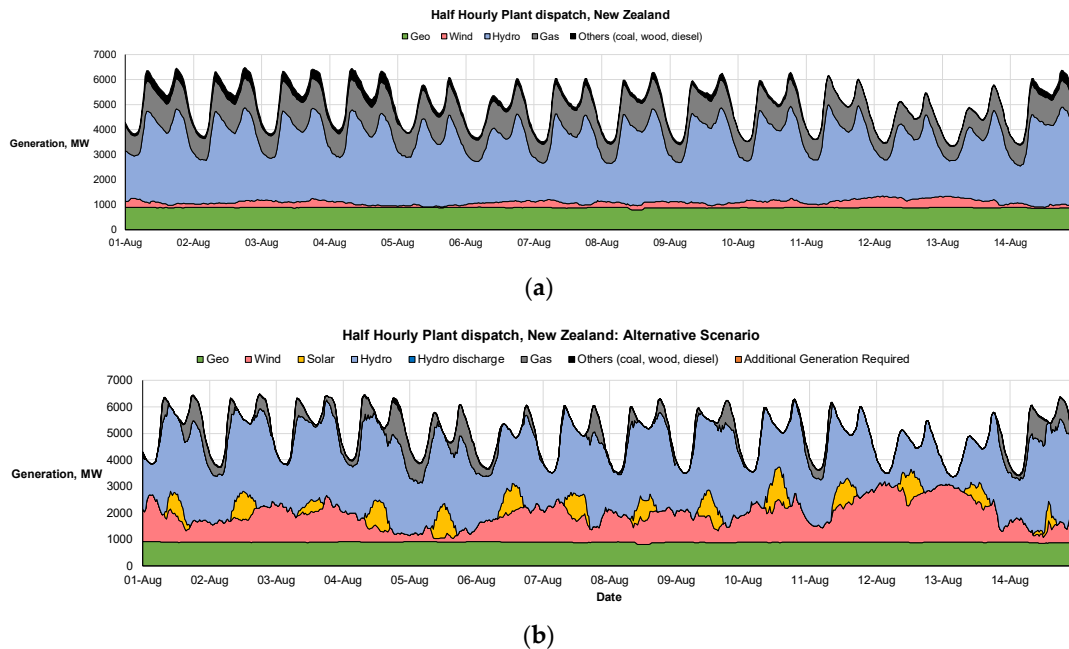 Half Hourly Plant dispatch, New Zealand
Geo Wind Hydro Gas Others (coal, wood, diesel)
7000
6000
5000
4000
Generation, MW
3000
2000
1000
0
01-Aug 02-Aug 03-Aug 04-Aug 05-Aug 06-Aug 07-Aug 08-Aug 09-Aug 10-Aug 11-Aug 12-Aug 13-Aug 14-Aug
(a)
Half Hourly Plant dispatch, New Zealand: Alternative Scenario
Geo Wind Solar Hydro Hydro discharge Gas Others (coal, wood, diesel) Additional Generation Required
7000
6000
5000
4000
Generation, MW
3000
2000
1000
0
01-Aug 02-Aug 03-Aug 04-Aug 05-Aug 06-Aug 07-Aug 08-Aug 09-Aug 10-Aug 11-Aug 12-Aug 13-Aug 14-Aug
Date
(b)